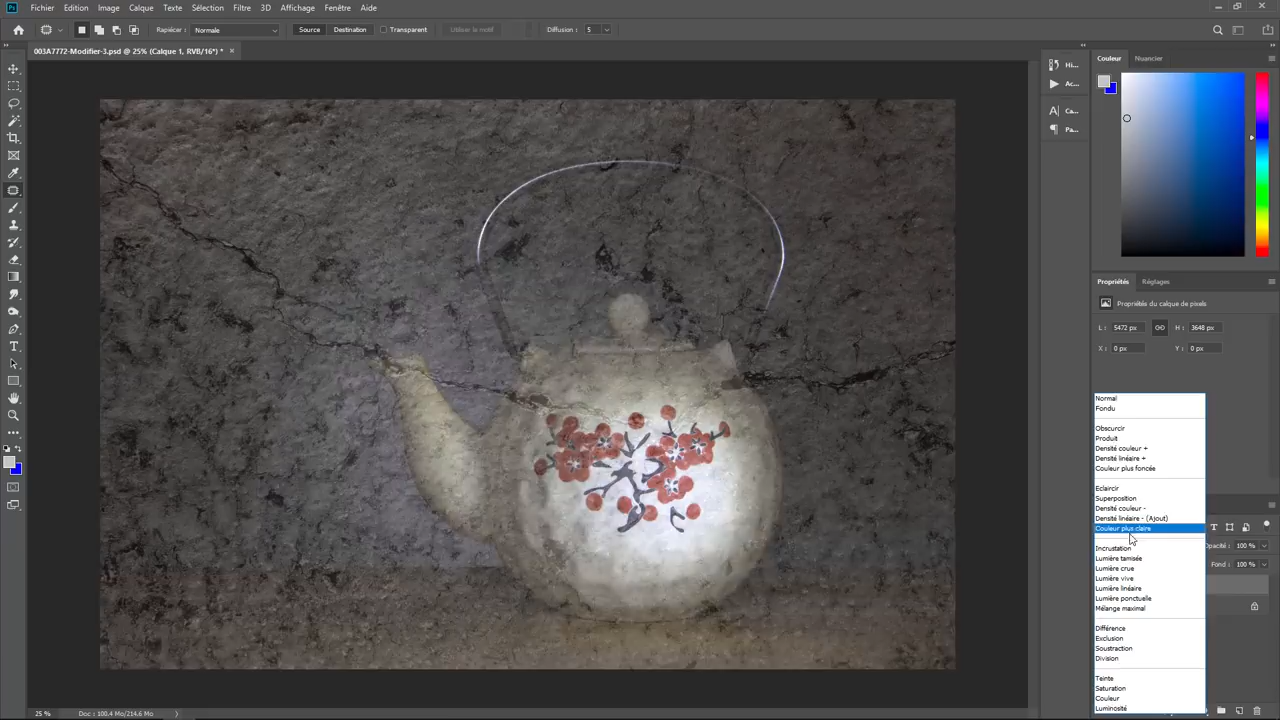 Ps Fichier Edition Image Calque Texte Sélection Filtre 3D Affichage Fenêtre Aide
Rapiécer : Normale Source Destination Transparent Utiliser le motif Diffusion : 5
003A7772-Modifier-3.psd @ 25% (Calque 1, RVB/16*) * ×
Couleur Nuancier
Hi...
Ac...
Ca...
Pa...
Propriétés Réglages
Propriétés du calque de pixels
L : 5472 px H : 3648 px
X : 0 px Y : 0 px
Normal
Fondu
Obscurcir
Produit
Densité couleur +
Densité linéaire +
Couleur plus foncée
Eclaircir
Superposition
Densité couleur -
Densité linéaire - (Ajout)
Couleur plus claire
Opacité : 100 %
Incrustation
Lumière tamisée
Fond : 100 %
Lumière crue
Lumière vive
Lumière linéaire
Lumière ponctuelle
Mélange maximal
Différence
Exclusion
Soustraction
Division
Teinte
Saturation
Couleur
Luminosité
25 % Doc : 100,4 Mo/214,6 Mo